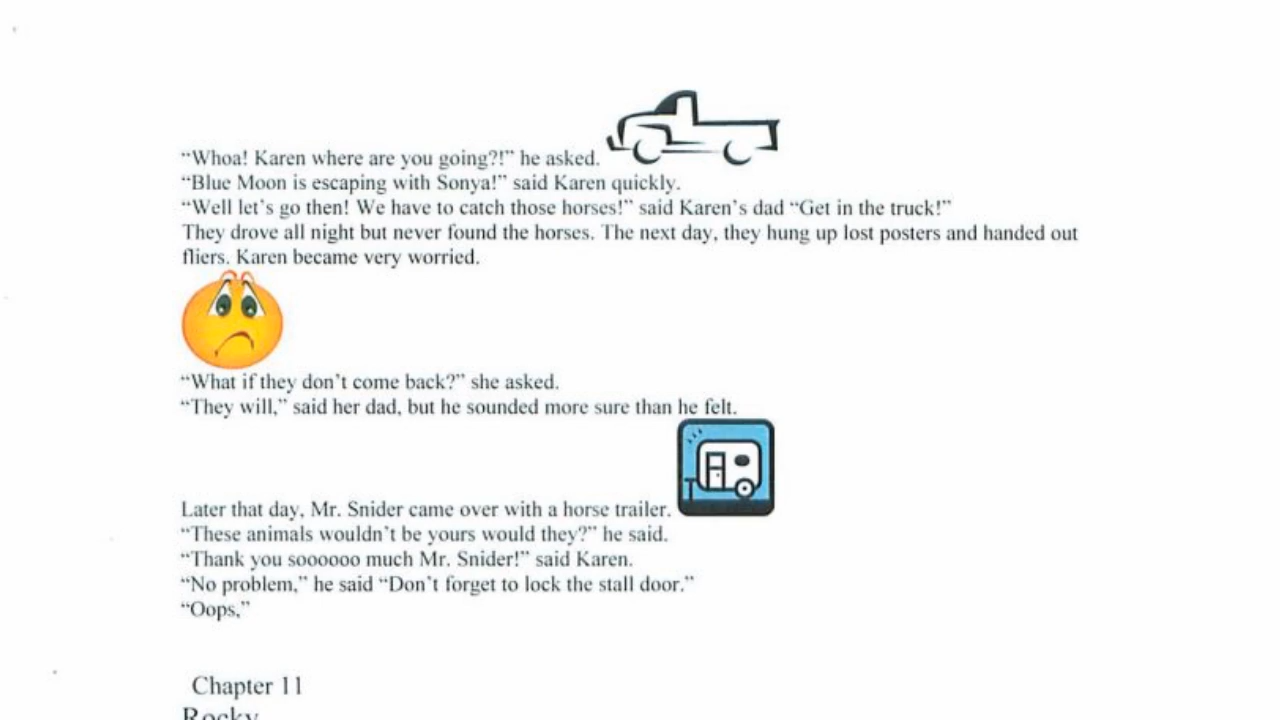 “Whoa! Karen where are you going?!” he asked.
“Blue Moon is escaping with Sonya!” said Karen quickly.
“Well let’s go then! We have to catch those horses!” said Karen’s dad “Get in the truck!”
They drove all night but never found the horses. The next day, they hung up lost posters and handed out
fliers. Karen became very worried.
“What if they don’t come back?” she asked.
“They will,” said her dad, but he sounded more sure than he felt.
Later that day, Mr. Snider came over with a horse trailer.
“These animals wouldn’t be yours would they?” he said.
“Thank you soooooo much Mr. Snider!” said Karen.
“No problem,” he said “Don’t forget to lock the stall door.”
“Oops,”
Chapter 11
Rocky